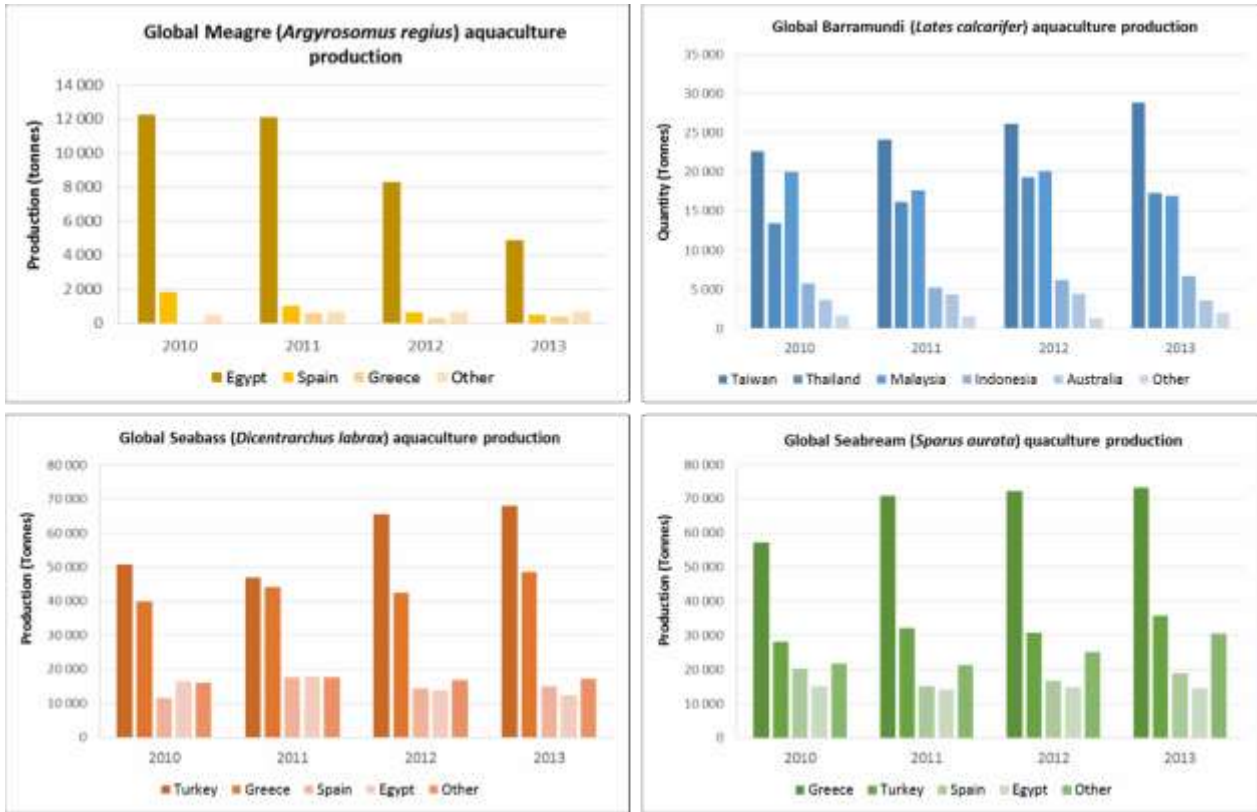 Global Meagre (Argyrosomus regius) aquaculture
production
Production (tonnes)
14 000
12 000
10 000
8 000
6 000
4 000
2 000
0
2010 2011 2012 2013
Egypt Spain Greece Other
Global Barramundi (Lates calcarifer) aquaculture production
Quantity (Tonnes)
35 000
30 000
25 000
20 000
15 000
10 000
5 000
0
2010 2011 2012 2013
Taiwan Thailand Malaysia Indonesia Australia Other
Global Seabass (Dicentrarchus labrax) aquaculture production
Production (Tonnes)
80 000
70 000
60 000
50 000
40 000
30 000
20 000
10 000
0
2010 2011 2012 2013
Turkey Greece Spain Egypt Other
Global Seabream (Sparus aurata) quaculture production
Production (Tonnes)
80 000
70 000
60 000
50 000
40 000
30 000
20 000
10 000
0
2010 2011 2012 2013
Greece Turkey Spain Egypt Other